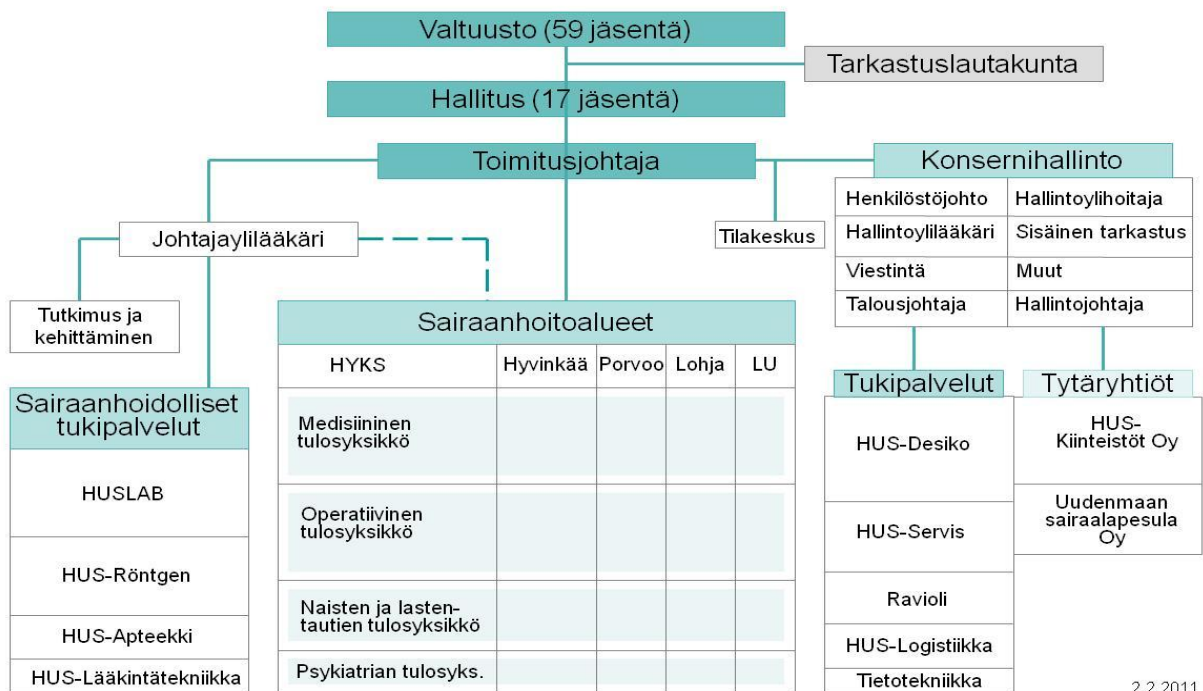 Valtuusto (59 jäsentä)
Tarkastuslautakunta
Hallitus (17 jäsentä)
Toimitusjohtaja
Konsernihallinto
Henkilöstöjohto
Hallintoylihoitaja
Hallintoylilääkäri
Sisäinen tarkastus
Viestintä
Muut
Talousjohtaja
Hallintojohtaja
Tilakeskus
Johtajaylilääkäri
Tutkimus ja
kehittäminen
Sairaanhoidolliset
tukipalvelut
HUSLAB
HUS-Röntgen
HUS-Apteekki
HUS-Lääkintätekniikka
Sairaanhoitoalueet
HYKS
Hyvinkää
Porvoo
Lohja
LU
Medisiininen
tulosyksikkö
Operatiivinen
tulosyksikkö
Naisten ja lasten-
tautien tulosyksikkö
Psykiatrian tulosyks.
Tukipalvelut
HUS-Desiko
HUS-Servis
Ravioli
HUS-Logistiikka
Tietotekniikka
Tytäryhtiöt
HUS-
Kiinteistöt Oy
Uudenmaan
sairaalapesula
Oy
2.2.2011